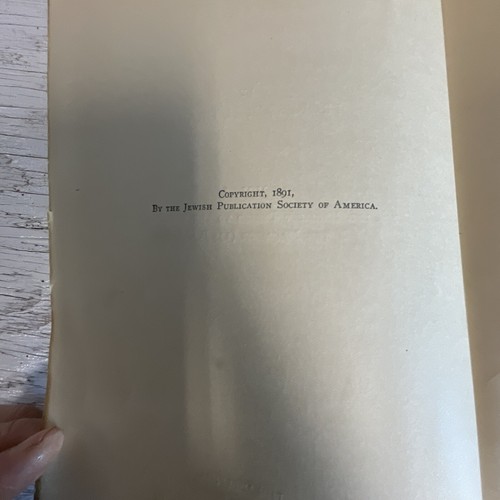 Copyright, 1891,
By the Jewish Publication Society of America.